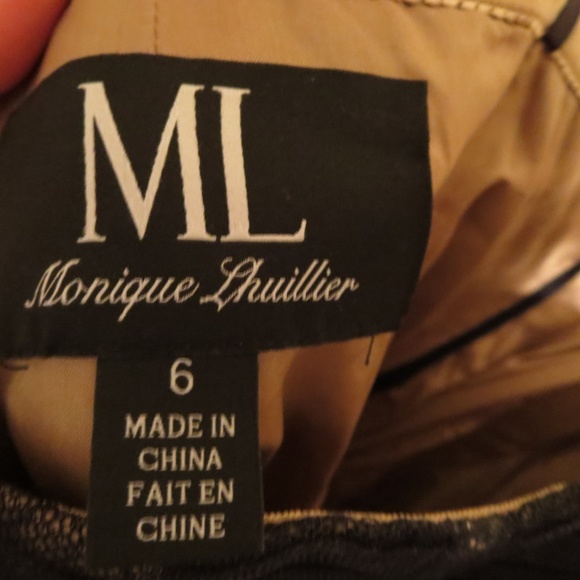 ML
Monique Lhuillier
6
MADE IN
CHINA
FAIT EN
CHINE